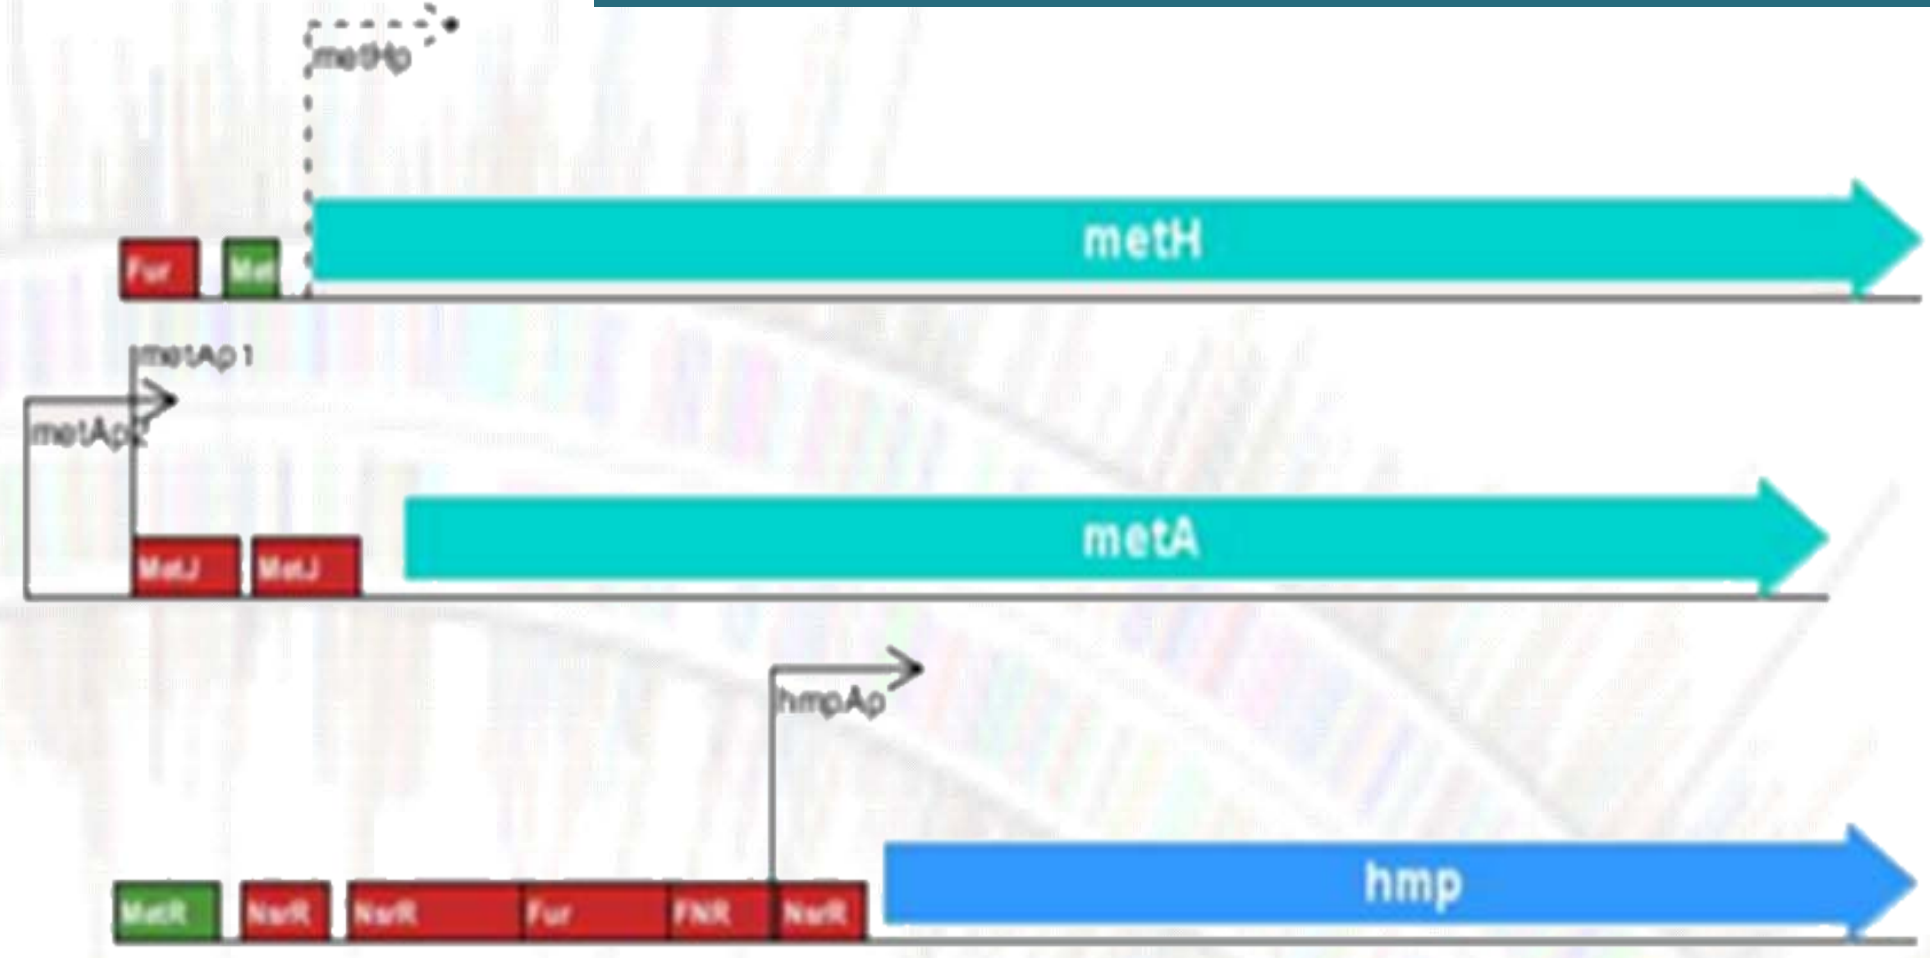 metHp
metH
Fur Met
metAp1
metAp2
metA
MetJ MetJ
hmpAp
hmp
MetR NsrR NsrR Fur FNR NsrR